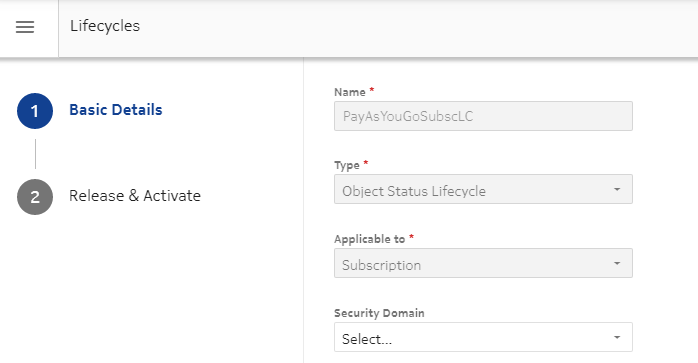 Lifecycles
1 Basic Details
2 Release & Activate
Name *
PayAsYouGoSubscLC
Type *
Object Status Lifecycle
Applicable to *
Subscription
Security Domain
Select...